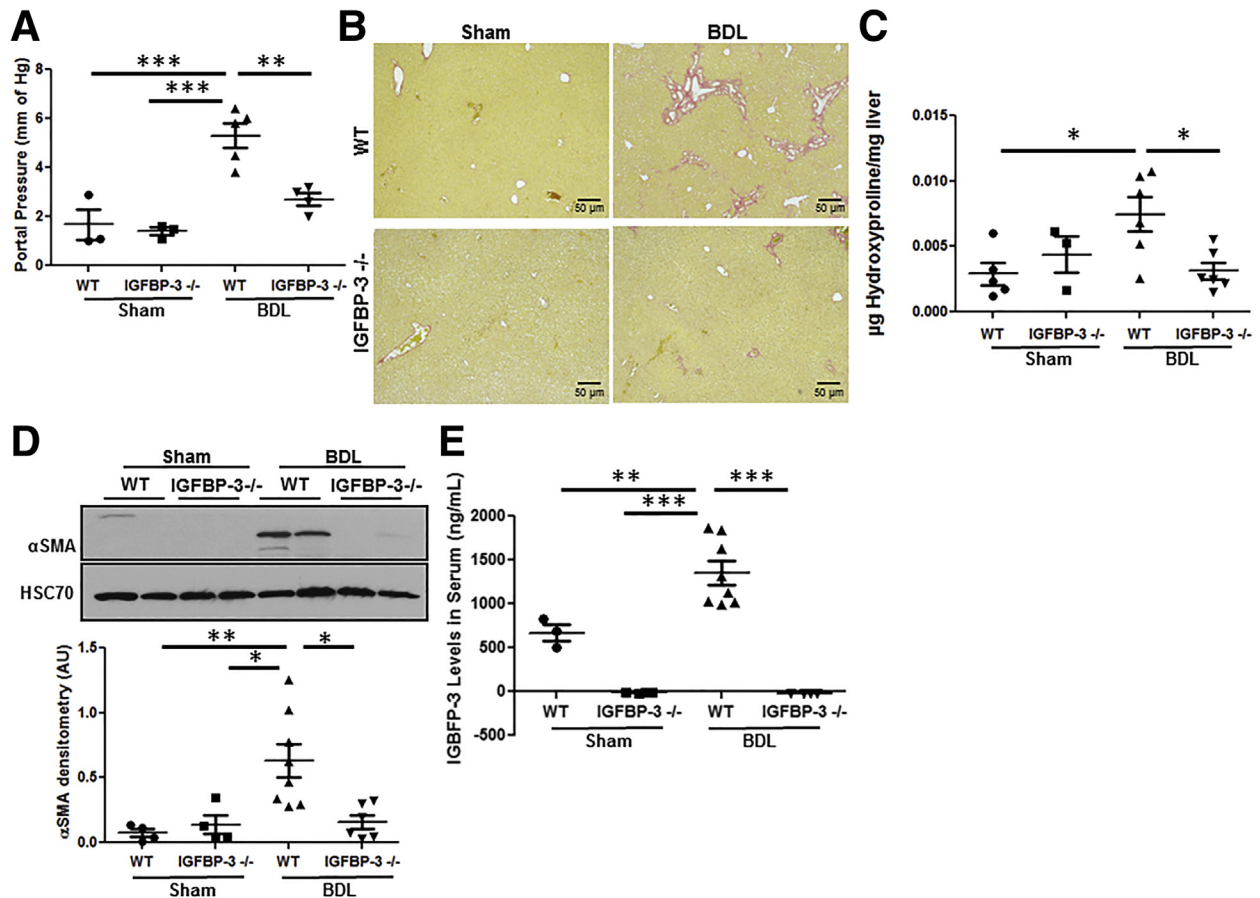 A
Portal Pressure (mm of Hg)
8
6
4
2
0
***
**
***
WT
IGFBP-3 -/-
WT
IGFBP-3 -/-
Sham
BDL
B
Sham
BDL
WT
IGFBP-3 -/-
50 µm
50 µm
50 µm
50 µm
C
µg Hydroxyproline/mg liver
0.015
0.010
0.005
0.000
*
*
WT
IGFBP-3 -/-
WT
IGFBP-3 -/-
Sham
BDL
D
Sham
BDL
WT
IGFBP-3-/-
WT
IGFBP-3-/-
αSMA
HSC70
αSMA densitometry (AU)
1.5
1.0
0.5
0.0
**
*
*
WT
IGFBP-3 -/-
WT
IGFBP-3 -/-
Sham
BDL
E
IGBFP-3 Levels in Serum (ng/mL)
2000
1500
1000
500
0
-500
**
***
***
WT
IGFBP-3 -/-
WT
IGFBP-3 -/-
Sham
BDL